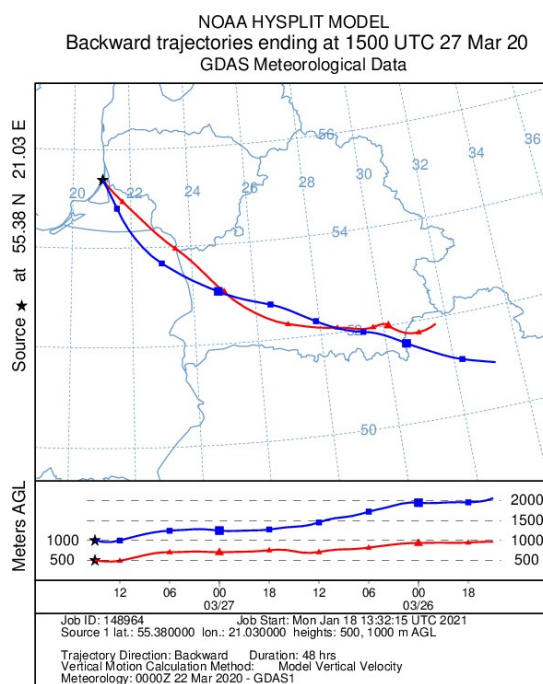 NOAA HYSPLIT MODEL
Backward trajectories ending at 1500 UTC 27 Mar 20
GDAS Meteorological Data
Source ★ at 55.38 N 21.03 E
56
36
34
32
30
28
26
24
22
20
54
52
50
Meters AGL
2000
1500
1000
1000
500
500
12 06 00 18 12 06 00 18
03/27 03/26
Job ID: 148964 Job Start: Mon Jan 18 13:32:15 UTC 2021
Source 1 lat.: 55.380000 lon.: 21.030000 heights: 500, 1000 m AGL
Trajectory Direction: Backward Duration: 48 hrs
Vertical Motion Calculation Method: Model Vertical Velocity
Meteorology: 0000Z 22 Mar 2020 - GDAS1